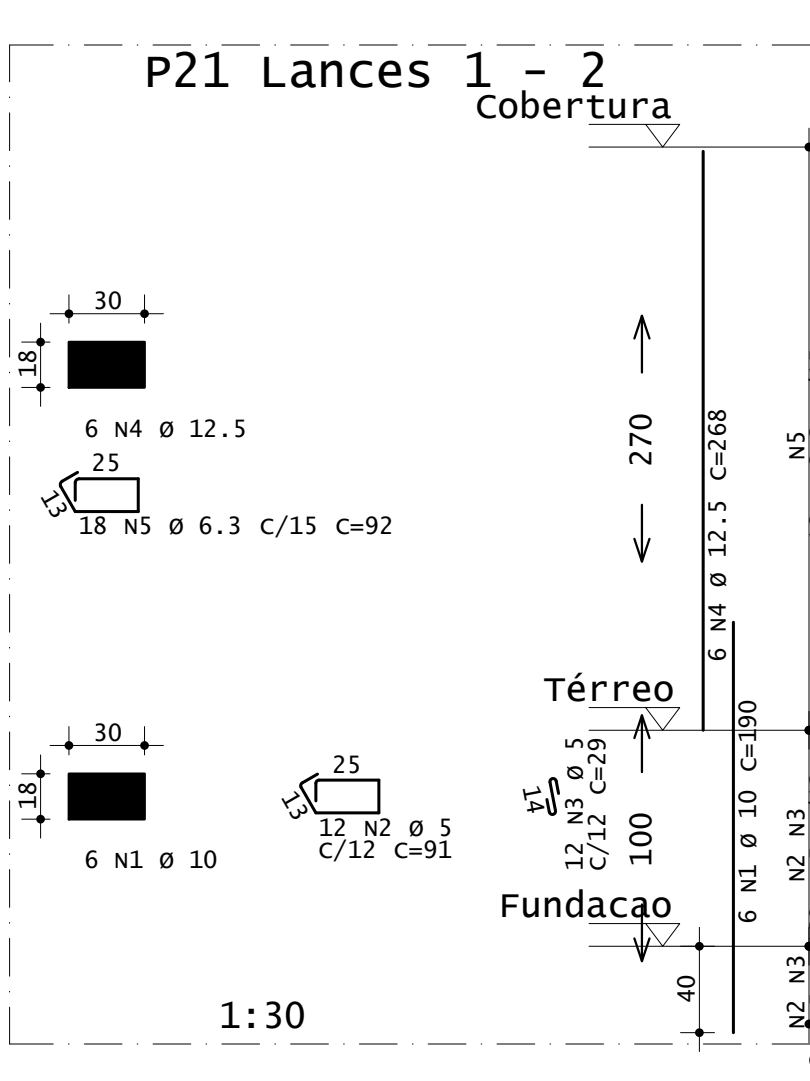 P21 Lances 1 - 2
Cobertura
30
18
6 N4 Ø 12.5
25
13
18 N5 Ø 6.3 C/15 C=92
270
6 N4 Ø 12.5 C=268
N5
Térreo
30
18
6 N1 Ø 10
25
13
12 N2 Ø 5
C/12 C=91
14
12 N3 Ø 5
C/12 C=29
100
6 N1 Ø 10 C=190
N2 N3
Fundacao
40
N2 N3
1:30